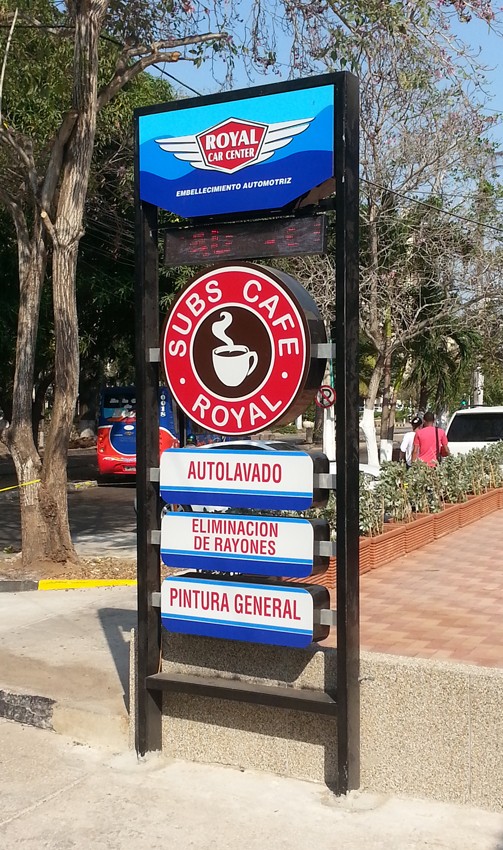 ROYAL
CAR CENTER
EMBELLECIMIENTO AUTOMOTRIZ
SUBS CAFE
ROYAL
AUTOLAVADO
ELIMINACION
DE RAYONES
PINTURA GENERAL